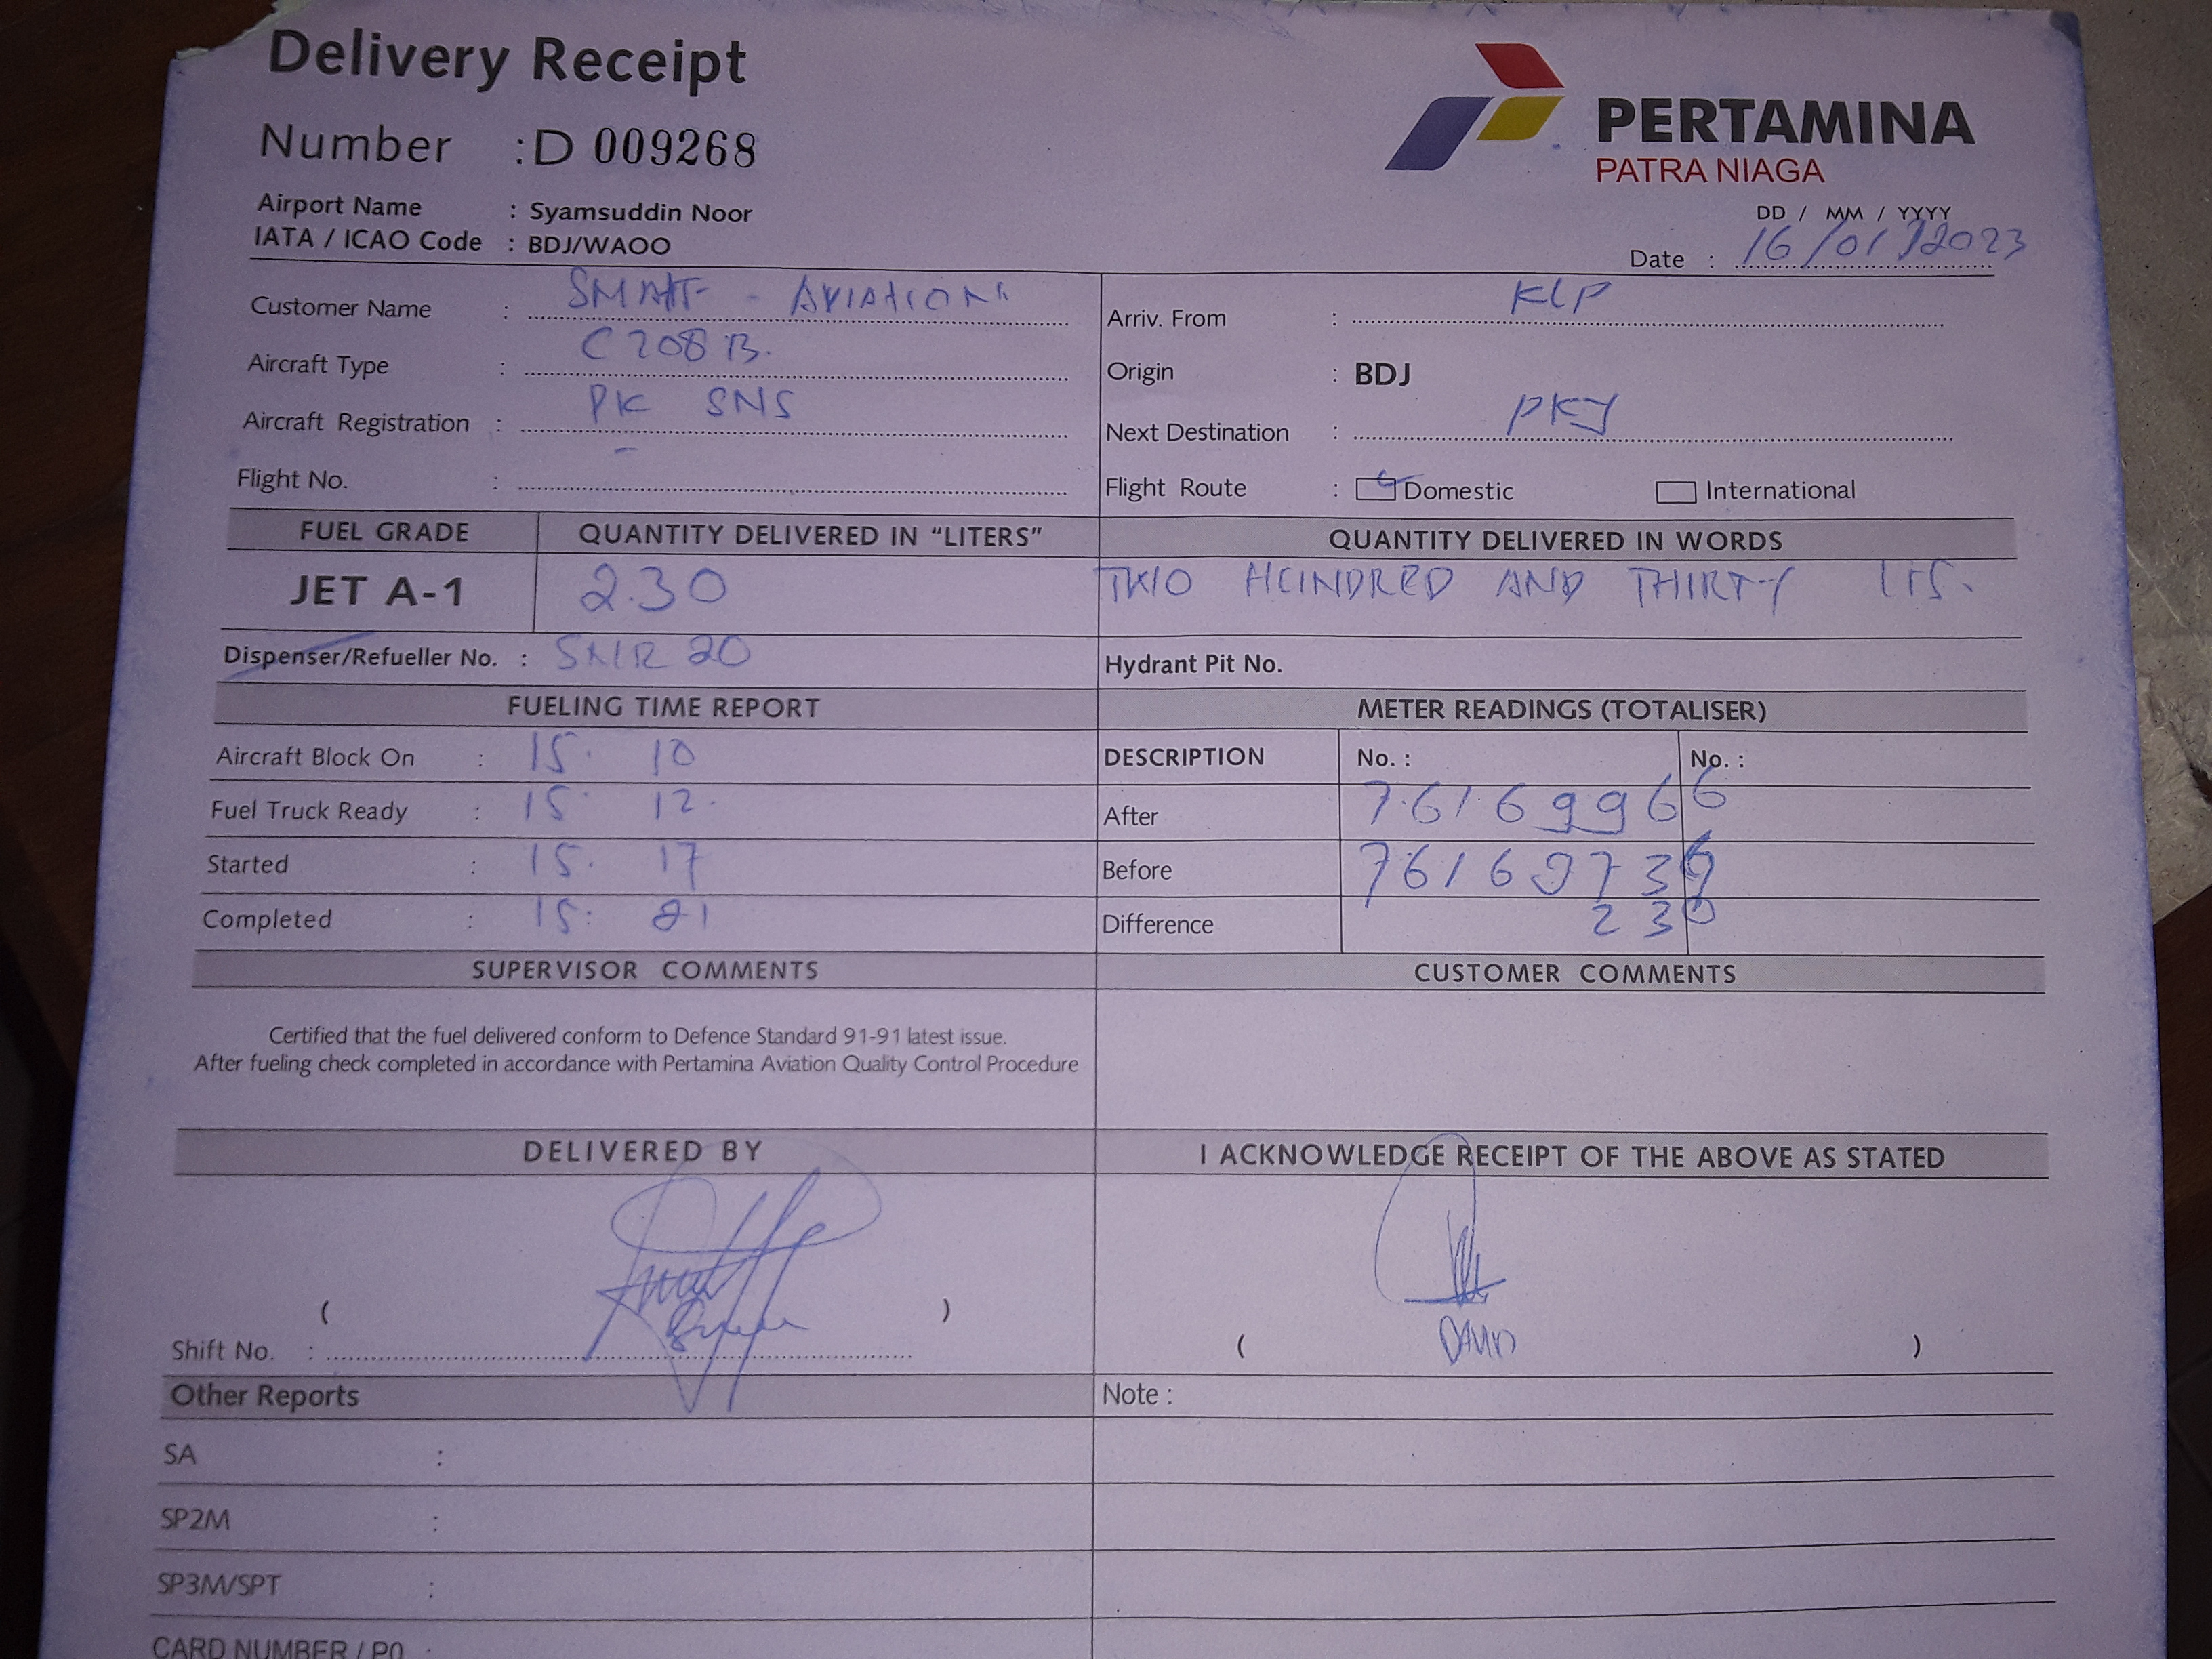 Delivery Receipt
Number : D 009268
PERTAMINA
PATRA NIAGA
Airport Name : Syamsuddin Noor
IATA / ICAO Code : BDJ/WAOO
DD / MM / YYYY
Date : 16/01/2023
Customer Name : SMART - AVIATION
Arriv. From : KLP
Aircraft Type : C208B.
Origin : BDJ
Aircraft Registration : PK SNS
Next Destination : PKY
Flight No. :
Flight Route : Domestic International
FUEL GRADE QUANTITY DELIVERED IN “LITERS” QUANTITY DELIVERED IN WORDS
JET A-1 230 TWO HUNDRED AND THIRTY LTS.
Dispenser/Refueller No. : 20
Hydrant Pit No.
FUELING TIME REPORT METER READINGS (TOTALISER)
Aircraft Block On : 15. 10
DESCRIPTION No. : No. :
Fuel Truck Ready : 15. 12.
After 76169966
Started : 15. 17
Before
Completed : 15. 21
Difference 230
SUPERVISOR COMMENTS CUSTOMER COMMENTS
Certified that the fuel delivered conform to Defence Standard 91-91 latest issue.
After fueling check completed in accordance with Pertamina Aviation Quality Control Procedure
DELIVERED BY I ACKNOWLEDGE RECEIPT OF THE ABOVE AS STATED
( )
Shift No. :
( DAVID )
Other Reports Note :
SA :
SP2M :
SP3M/SPT :
CARD NUMBER / PO :